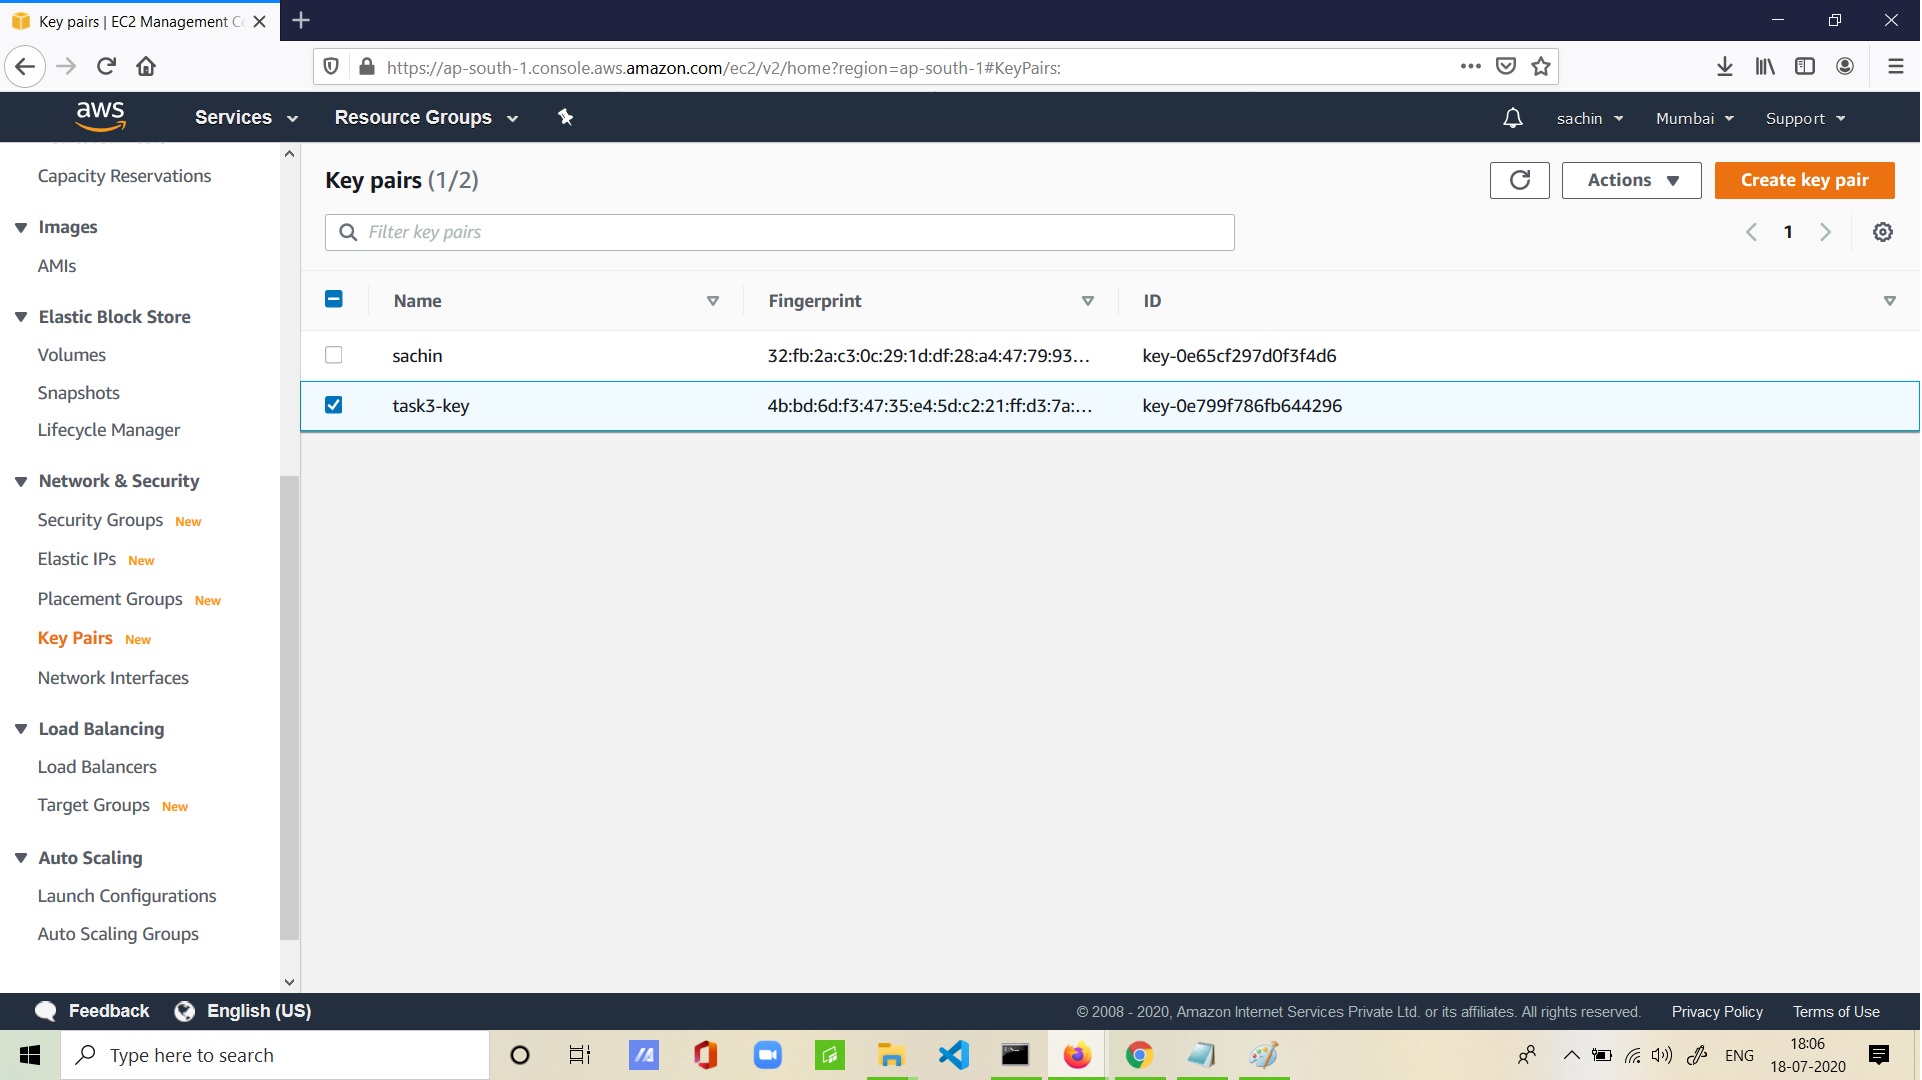 Key pairs | EC2 Management Co
https://ap-south-1.console.aws.amazon.com/ec2/v2/home?region=ap-south-1#KeyPairs:
aws
Services
Resource Groups
sachin
Mumbai
Support
Capacity Reservations
Images
AMIs
Elastic Block Store
Volumes
Snapshots
Lifecycle Manager
Network & Security
Security Groups New
Elastic IPs New
Placement Groups New
Key Pairs New
Network Interfaces
Load Balancing
Load Balancers
Target Groups New
Auto Scaling
Launch Configurations
Auto Scaling Groups
Key pairs (1/2)
Actions
Create key pair
Filter key pairs
1
Name Fingerprint ID
sachin 32:fb:2a:c3:0c:29:1d:df:28:a4:47:79:93... key-0e65cf297d0f3f4d6
task3-key 4b:bd:6d:f3:47:35:e4:5d:c2:21:ff:d3:7a:... key-0e799f786fb644296
Feedback
English (US)
© 2008 - 2020, Amazon Internet Services Private Ltd. or its affiliates. All rights reserved.
Privacy Policy
Terms of Use
Type here to search
ENG
18:06
18-07-2020